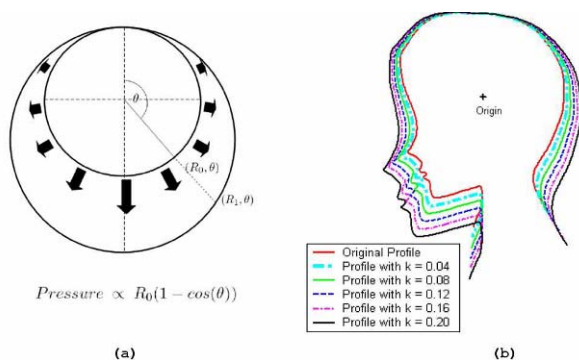 θ
(R₀, θ)
(R₁, θ)
Pressure ∝ R₀(1 − cos(θ))
(a)
Origin
Original Profile
Profile with k = 0.04
Profile with k = 0.08
Profile with k = 0.12
Profile with k = 0.16
Profile with k = 0.20
(b)